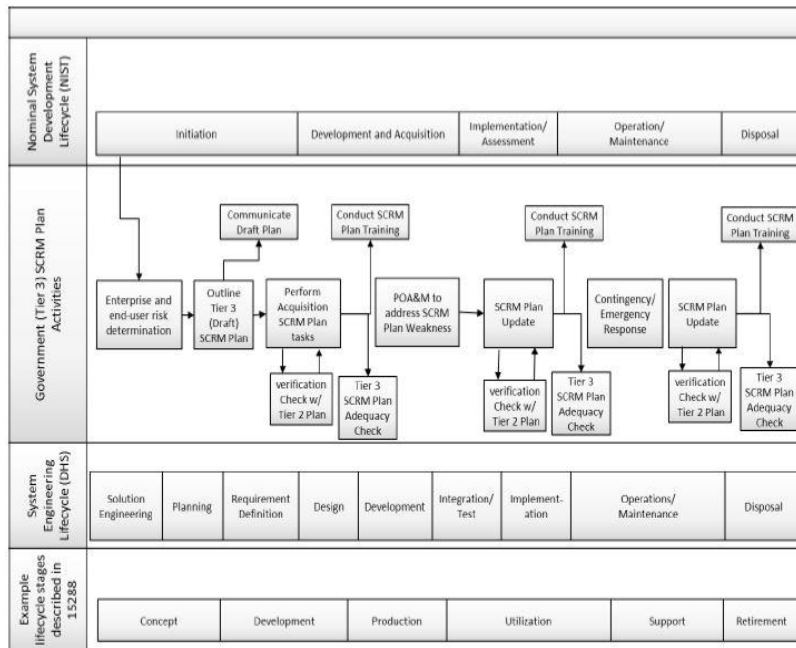 Nominal System
Development
Lifecycle (NIST)
Initiation
Development and Acquisition
Implementation/
Assessment
Operation/
Maintenance
Disposal
Government (Tier 3) SCRM Plan
Activities
Communicate
Draft Plan
Conduct SCRM
Plan Training
Conduct SCRM
Plan Training
Conduct SCRM
Plan Training
Enterprise and
end-user risk
determination
Outline
Tier 3
(Draft)
SCRM Plan
Perform
Acquisition
SCRM Plan
tasks
POA&M to
address SCRM
Plan Weakness
SCRM Plan
Update
Contingency/
Emergency
Response
SCRM Plan
Update
verification
Check w/
Tier 2 Plan
Tier 3
SCRM Plan
Adequacy
Check
verification
Check w/
Tier 2 Plan
Tier 3
SCRM Plan
Adequacy
Check
verification
Check w/
Tier 2 Plan
Tier 3
SCRM Plan
Adequacy
Check
System
Engineering
Lifecycle (DHS)
Solution
Engineering
Planning
Requirement
Definition
Design
Development
Integration/
Test
Implement-
ation
Operations/
Maintenance
Disposal
Example
lifecycle stages
described in
15288
Concept
Development
Production
Utilization
Support
Retirement